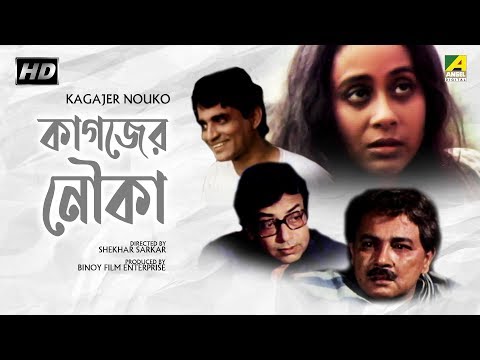 HD
ANGEL
KAGAJER NOUKO
কাগজের
নৌকা
DIRECTED BY
SHEKHAR SARKAR
PRODUCED BY
BINOY FILM ENTERPRISE